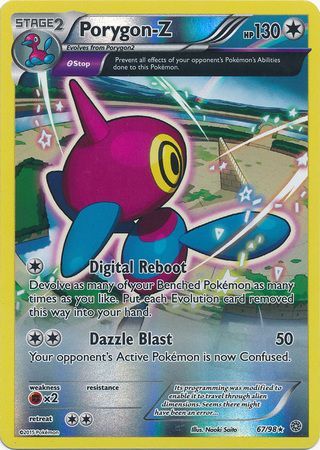 STAGE2
Porygon-Z
HP 130
Evolves from Porygon2
θStop
Prevent all effects of your opponent's Pokémon's Abilities
done to this Pokémon.
Digital Reboot
Devolve as many of your Benched Pokémon as many
times as you like. Put each Evolution card removed
this way into your hand.
Dazzle Blast 50
Your opponent's Active Pokémon is now Confused.
weakness resistance
×2
retreat
Its programming was modified to
enable it to travel through alien
dimensions. Seems there might
have been an error...
©2015 Pokémon
Illus. Naoki Saito
67/98